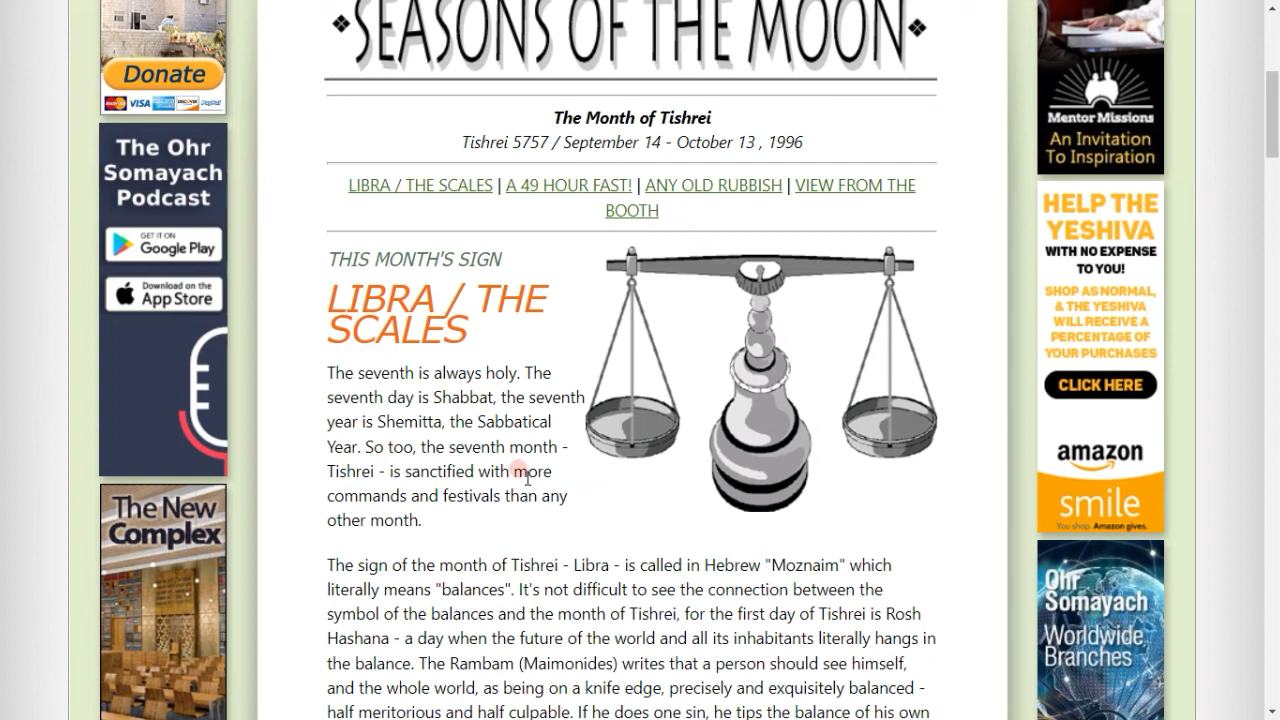 SEASONS OF THE MOON
The Month of Tishrei
Tishrei 5757 / September 14 - October 13 , 1996
LIBRA / THE SCALES | A 49 HOUR FAST! | ANY OLD RUBBISH | VIEW FROM THE
BOOTH
THIS MONTH'S SIGN
LIBRA / THE
SCALES
The seventh is always holy. The
seventh day is Shabbat, the seventh
year is Shemitta, the Sabbatical
Year. So too, the seventh month -
Tishrei - is sanctified with more
commands and festivals than any
other month.
The sign of the month of Tishrei - Libra - is called in Hebrew "Moznaim" which
literally means "balances". It's not difficult to see the connection between the
symbol of the balances and the month of Tishrei, for the first day of Tishrei is Rosh
Hashana - a day when the future of the world and all its inhabitants literally hangs in
the balance. The Rambam (Maimonides) writes that a person should see himself,
and the whole world, as being on a knife edge, precisely and exquisitely balanced -
half meritorious and half culpable. If he does one sin, he tips the balance of his own
Donate
VISA
DISCOVER
PayPal
The Ohr
Somayach
Podcast
GET IT ON
Google Play
Download on the
App Store
The New
Complex
Mentor Missions
An Invitation
To Inspiration
HELP THE
YESHIVA
WITH NO EXPENSE
TO YOU!
SHOP AS NORMAL,
& THE YESHIVA
WILL RECEIVE A
PERCENTAGE OF
YOUR PURCHASES
CLICK HERE
amazon
smile
You shop. Amazon gives.
Ohr
Somayach
Worldwide
Branches